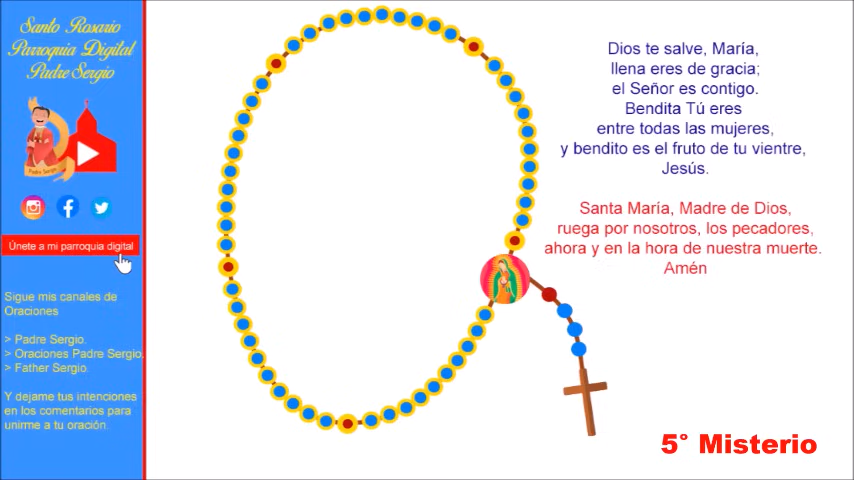 Santo Rosario
Parroquia Digital
Padre Sergio
Padre Sergio
Únete a mi parroquia digital
Sigue mis canales de
Oraciones
> Padre Sergio.
> Oraciones Padre Sergio.
> Father Sergio.
Y dejame tus intenciones
en los comentarios para
unirme a tu oración.
Dios te salve, María,
llena eres de gracia;
el Señor es contigo.
Bendita Tú eres
entre todas las mujeres,
y bendito es el fruto de tu vientre,
Jesús.
Santa María, Madre de Dios,
ruega por nosotros, los pecadores,
ahora y en la hora de nuestra muerte.
Amén
5° Misterio